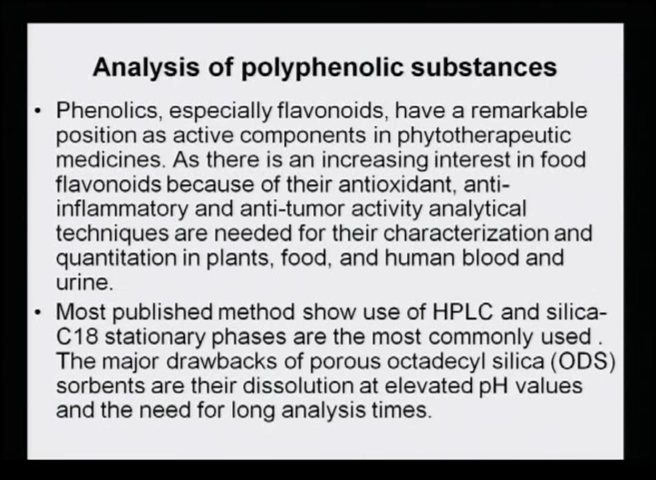 Analysis of polyphenolic substances
• Phenolics, especially flavonoids, have a remarkable
position as active components in phytotherapeutic
medicines. As there is an increasing interest in food
flavonoids because of their antioxidant, anti-
inflammatory and anti-tumor activity analytical
techniques are needed for their characterization and
quantitation in plants, food, and human blood and
urine.
• Most published method show use of HPLC and silica-
C18 stationary phases are the most commonly used .
The major drawbacks of porous octadecyl silica (ODS)
sorbents are their dissolution at elevated pH values
and the need for long analysis times.